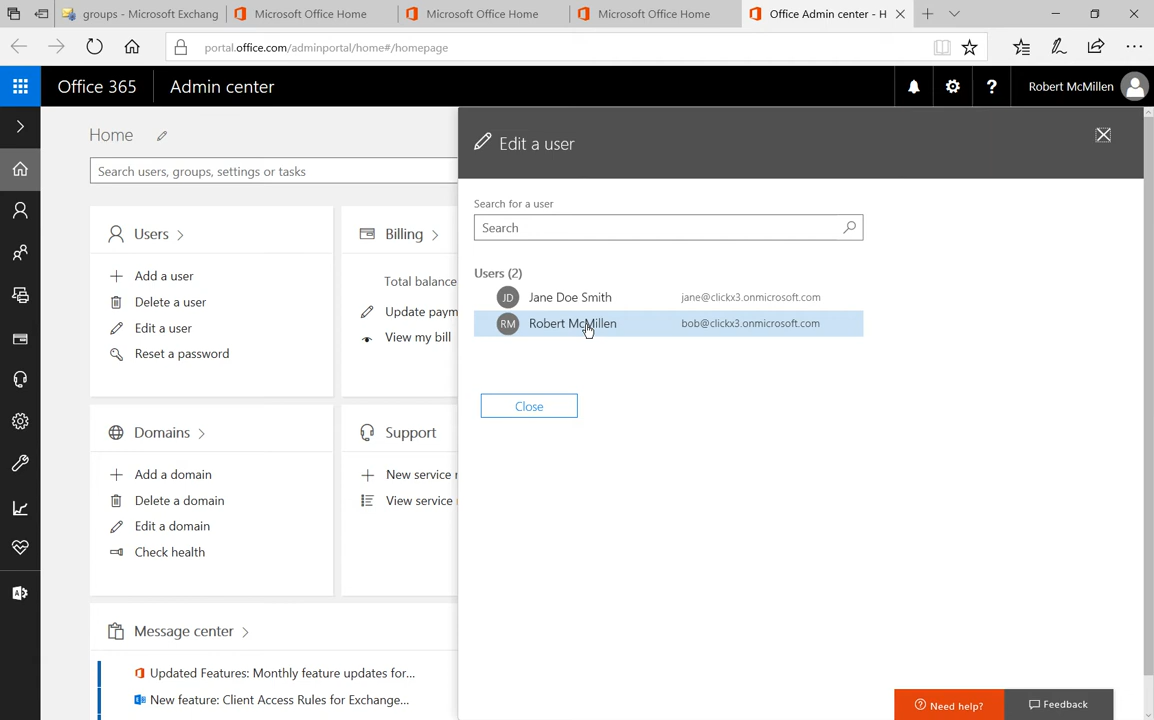 groups - Microsoft Exchang
Microsoft Office Home
Microsoft Office Home
Microsoft Office Home
Office Admin center - H
portal.office.com/adminportal/home#/homepage
Office 365
Admin center
Robert McMillen
Home
Search users, groups, settings or tasks
Users
Add a user
Delete a user
Edit a user
Reset a password
Billing
Total balance
Update paym
View my bill
Domains
Add a domain
Delete a domain
Edit a domain
Check health
Support
New service r
View service
Message center
Updated Features: Monthly feature updates for...
New feature: Client Access Rules for Exchange...
Edit a user
Search for a user
Search
Users (2)
JD Jane Doe Smith jane@clickx3.onmicrosoft.com
RM Robert McMillen bob@clickx3.onmicrosoft.com
Close
Need help?
Feedback